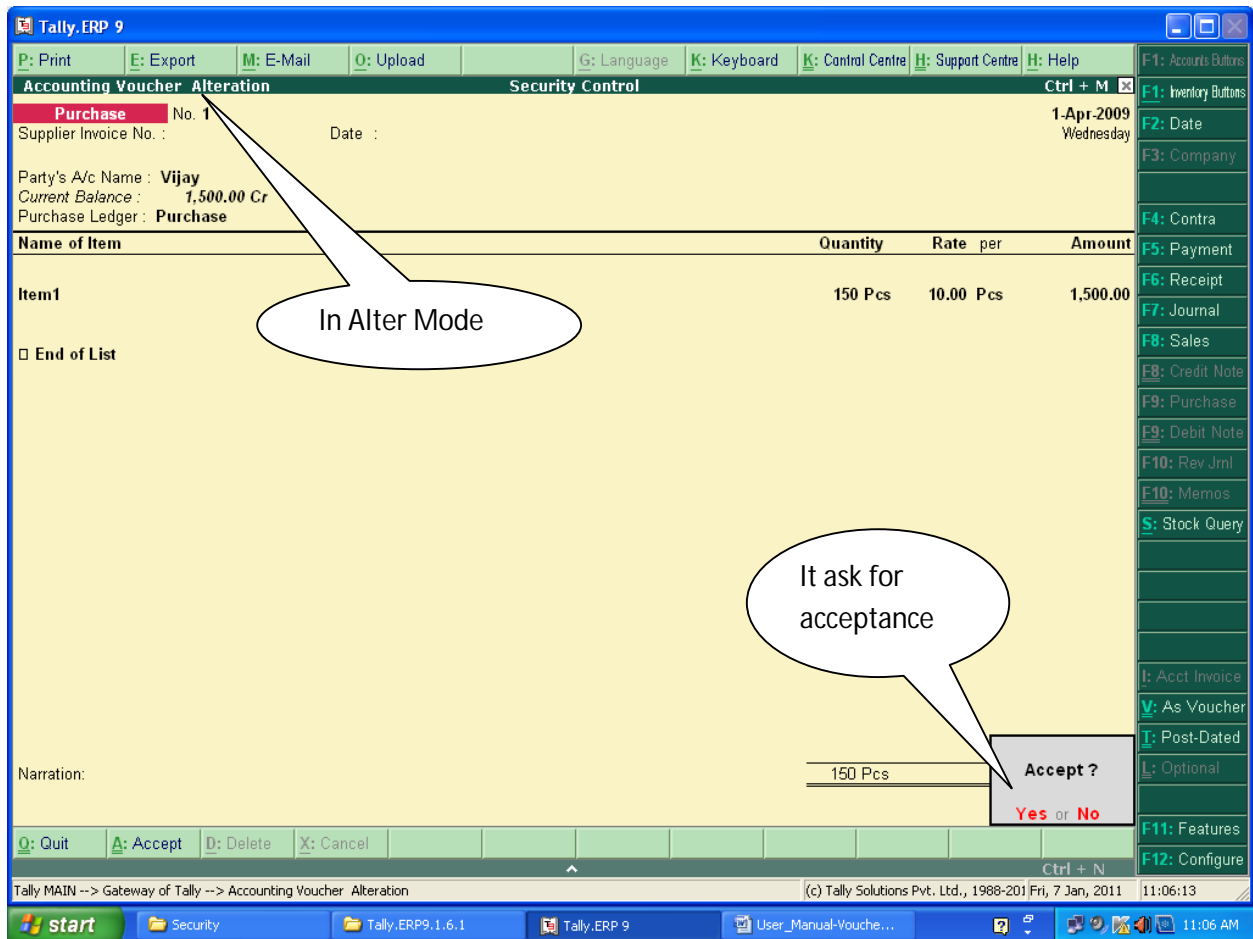 Tally.ERP 9
P: Print E: Export M: E-Mail O: Upload G: Language K: Keyboard K: Control Centre H: Support Centre H: Help
Accounting Voucher Alteration Security Control Ctrl + M
Purchase No. 1 1-Apr-2009
Supplier Invoice No. : Date : Wednesday
Party's A/c Name : Vijay
Current Balance : 1,500.00 Cr
Purchase Ledger : Purchase
Name of Item Quantity Rate per Amount
Item1 150 Pcs 10.00 Pcs 1,500.00
End of List
In Alter Mode
It ask for
acceptance
Narration: 150 Pcs
Accept ?
Yes or No
Q: Quit A: Accept D: Delete X: Cancel
Ctrl + N
F1: Accounts Buttons
F1: Inventory Buttons
F2: Date
F3: Company
F4: Contra
F5: Payment
F6: Receipt
F7: Journal
F8: Sales
F8: Credit Note
F9: Purchase
F9: Debit Note
F10: Rev Jrnl
F10: Memos
S: Stock Query
I: Acct Invoice
V: As Voucher
T: Post-Dated
L: Optional
F11: Features
F12: Configure
Tally MAIN --> Gateway of Tally --> Accounting Voucher Alteration (c) Tally Solutions Pvt. Ltd., 1988-201 Fri, 7 Jan, 2011 11:06:13
start Security Tally.ERP9.1.6.1 Tally.ERP 9 User_Manual-Vouche... 11:06 AM